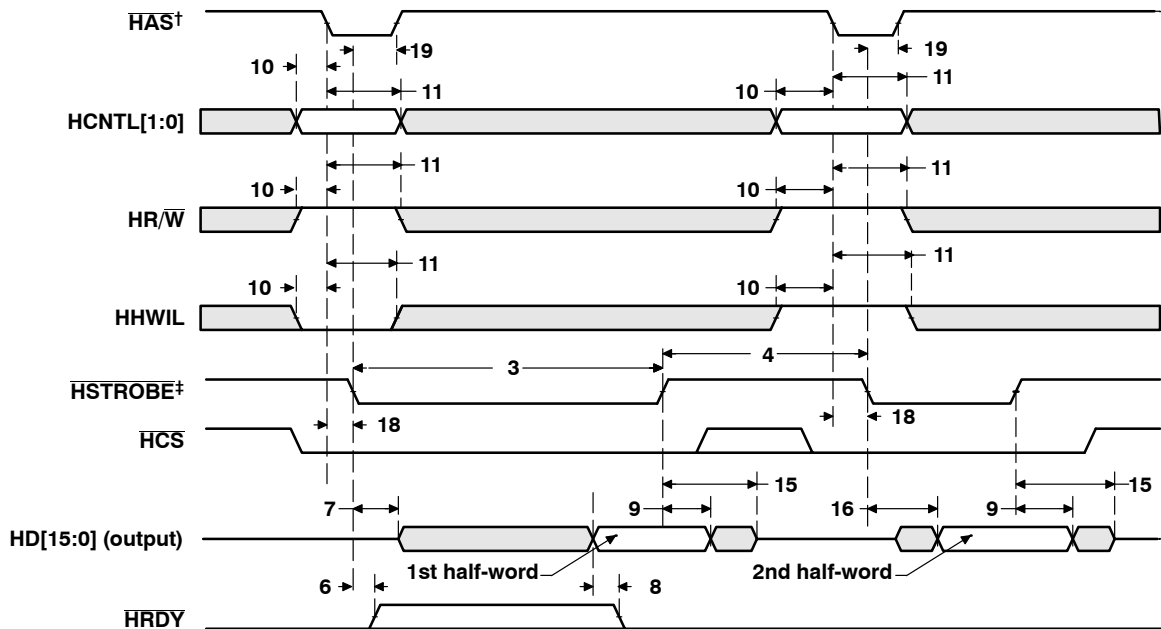 HAS†
19
19
10
11
11
10
HCNTL[1:0]
11
11
10
10
HR/W
11
11
10
10
HHWIL
4
3
HSTROBE‡
18
18
HCS
15
15
7
9
16
9
HD[15:0] (output)
1st half-word
2nd half-word
6
8
HRDY